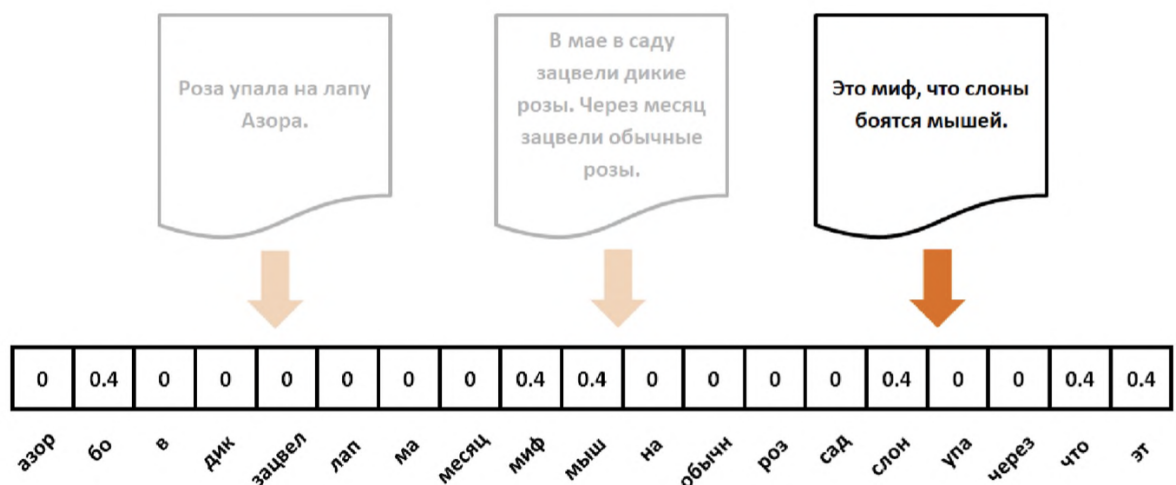 Роза упала на лапу
Азора.
В мае в саду
зацвели дикие
розы. Через месяц
зацвели обычные
розы.
Это миф, что слоны
боятся мышей.
0 0.4 0 0 0 0 0 0 0.4 0.4 0 0 0 0 0.4 0 0 0.4 0.4
азор бо в дик зацвел лап ма месяц миф мыш на обычн роз сад слон упа через что эт